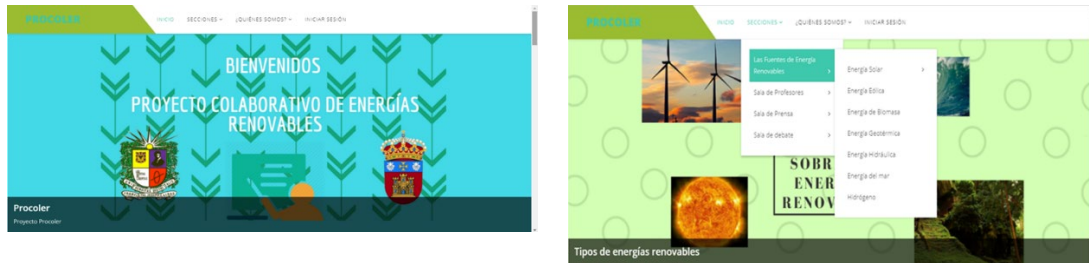 PROCOLER
INICIO SECCIONES ¿QUIÉNES SOMOS? INICIAR SESIÓN
BIENVENIDOS
PROYECTO COLABORATIVO DE ENERGÍAS
RENOVABLES
Procoler
Proyecto Procoler
PROCOLER
INICIO SECCIONES ¿QUIÉNES SOMOS? INICIAR SESIÓN
Las Fuentes de Energía
Renovables
Sala de Profesores
Sala de Prensa
Sala de debate
Energía Solar
Energía Eólica
Energía de Biomasa
Energía Geotérmica
Energía Hidráulica
Energía del mar
Hidrógeno
SOBR
ENER
RENOV
Tipos de energías renovables